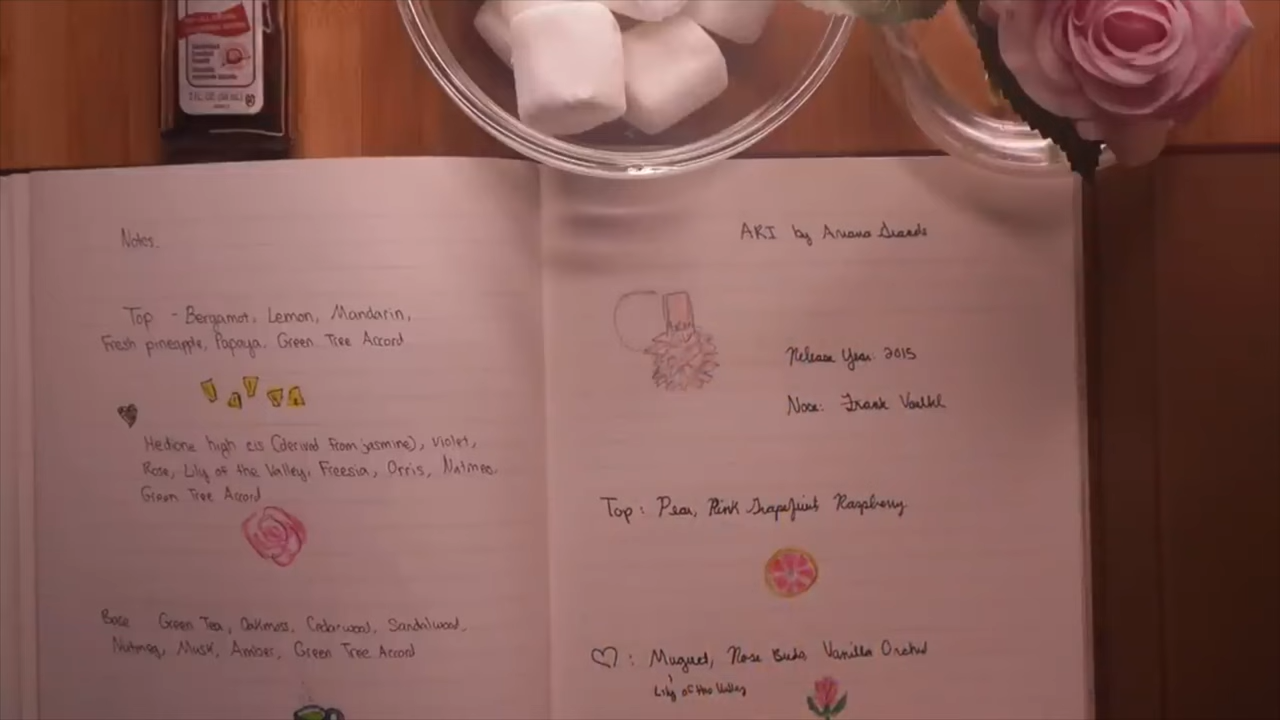 1 FL OZ
Notes
Top - Bergamot, Lemon, Mandarin,
Fresh pineapple, Papaya, Green Tree Accord
Hedione high cis (derived from jasmine), Violet,
Rose, Lily of the Valley, Freesia, Orris, Nutmeg,
Green Tree Accord
Base Green Tea, Oakmoss, Cedarwood, Sandalwood,
Nutmeg, Musk, Amber, Green Tree Accord
ARI by Ariana Grande
Release Year: 2015
Nose: Frank Voelkl
Top: Pear, Pink Grapefruit Raspberry
: Muguet, Rose Buds Vanilla Orchid
Lily of the Valley